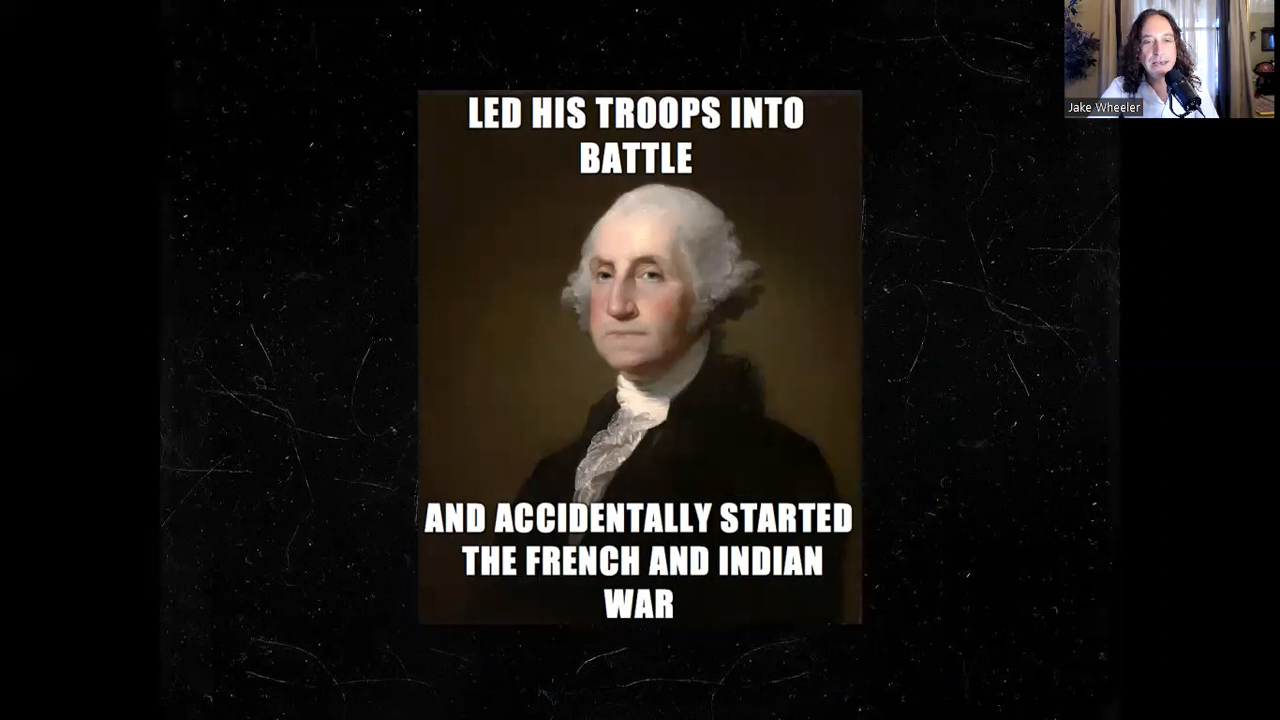 LED HIS TROOPS INTO
BATTLE
Jake Wheeler
AND ACCIDENTALLY STARTED
THE FRENCH AND INDIAN
WAR